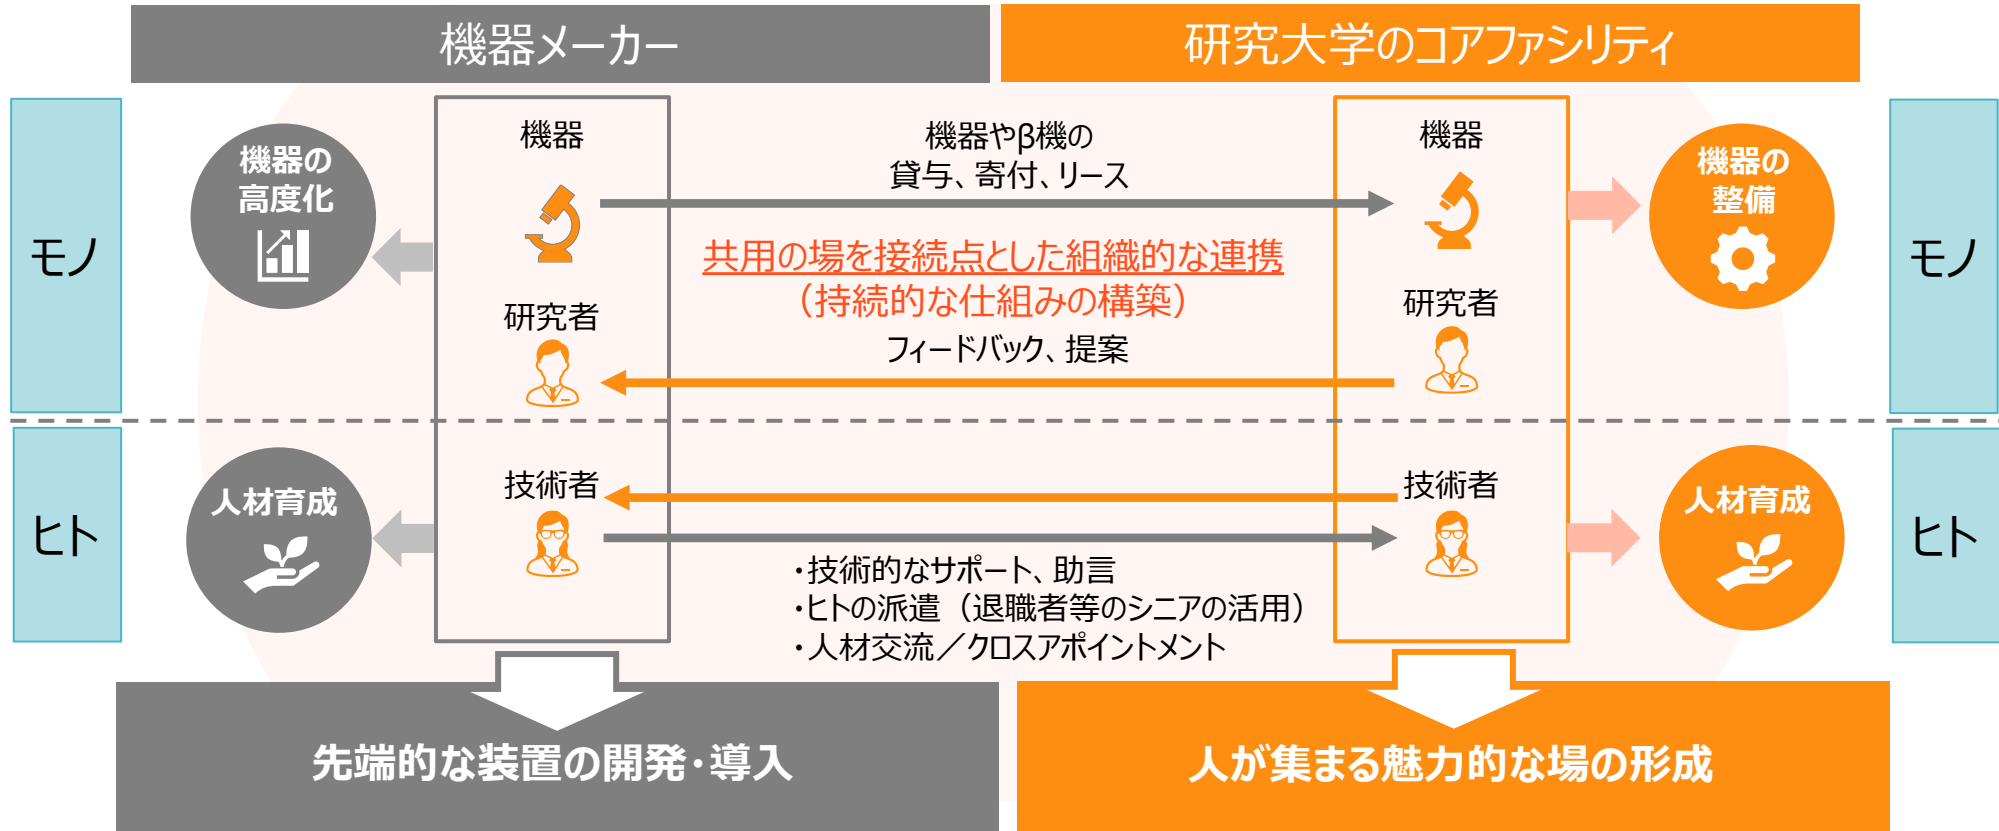 機器メーカー
研究大学のコアファシリティ
モノ
機器の
高度化
機器
機器やβ機の
貸与、寄付、リース
機器
機器の
整備
モノ
共用の場を接続点とした組織的な連携
（持続的な仕組みの構築）
研究者
研究者
フィードバック、提案
ヒト
人材育成
技術者
技術者
人材育成
ヒト
・技術的なサポート、助言
・ヒトの派遣（退職者等のシニアの活用）
・人材交流／クロスアポイントメント
先端的な装置の開発・導入
人が集まる魅力的な場の形成